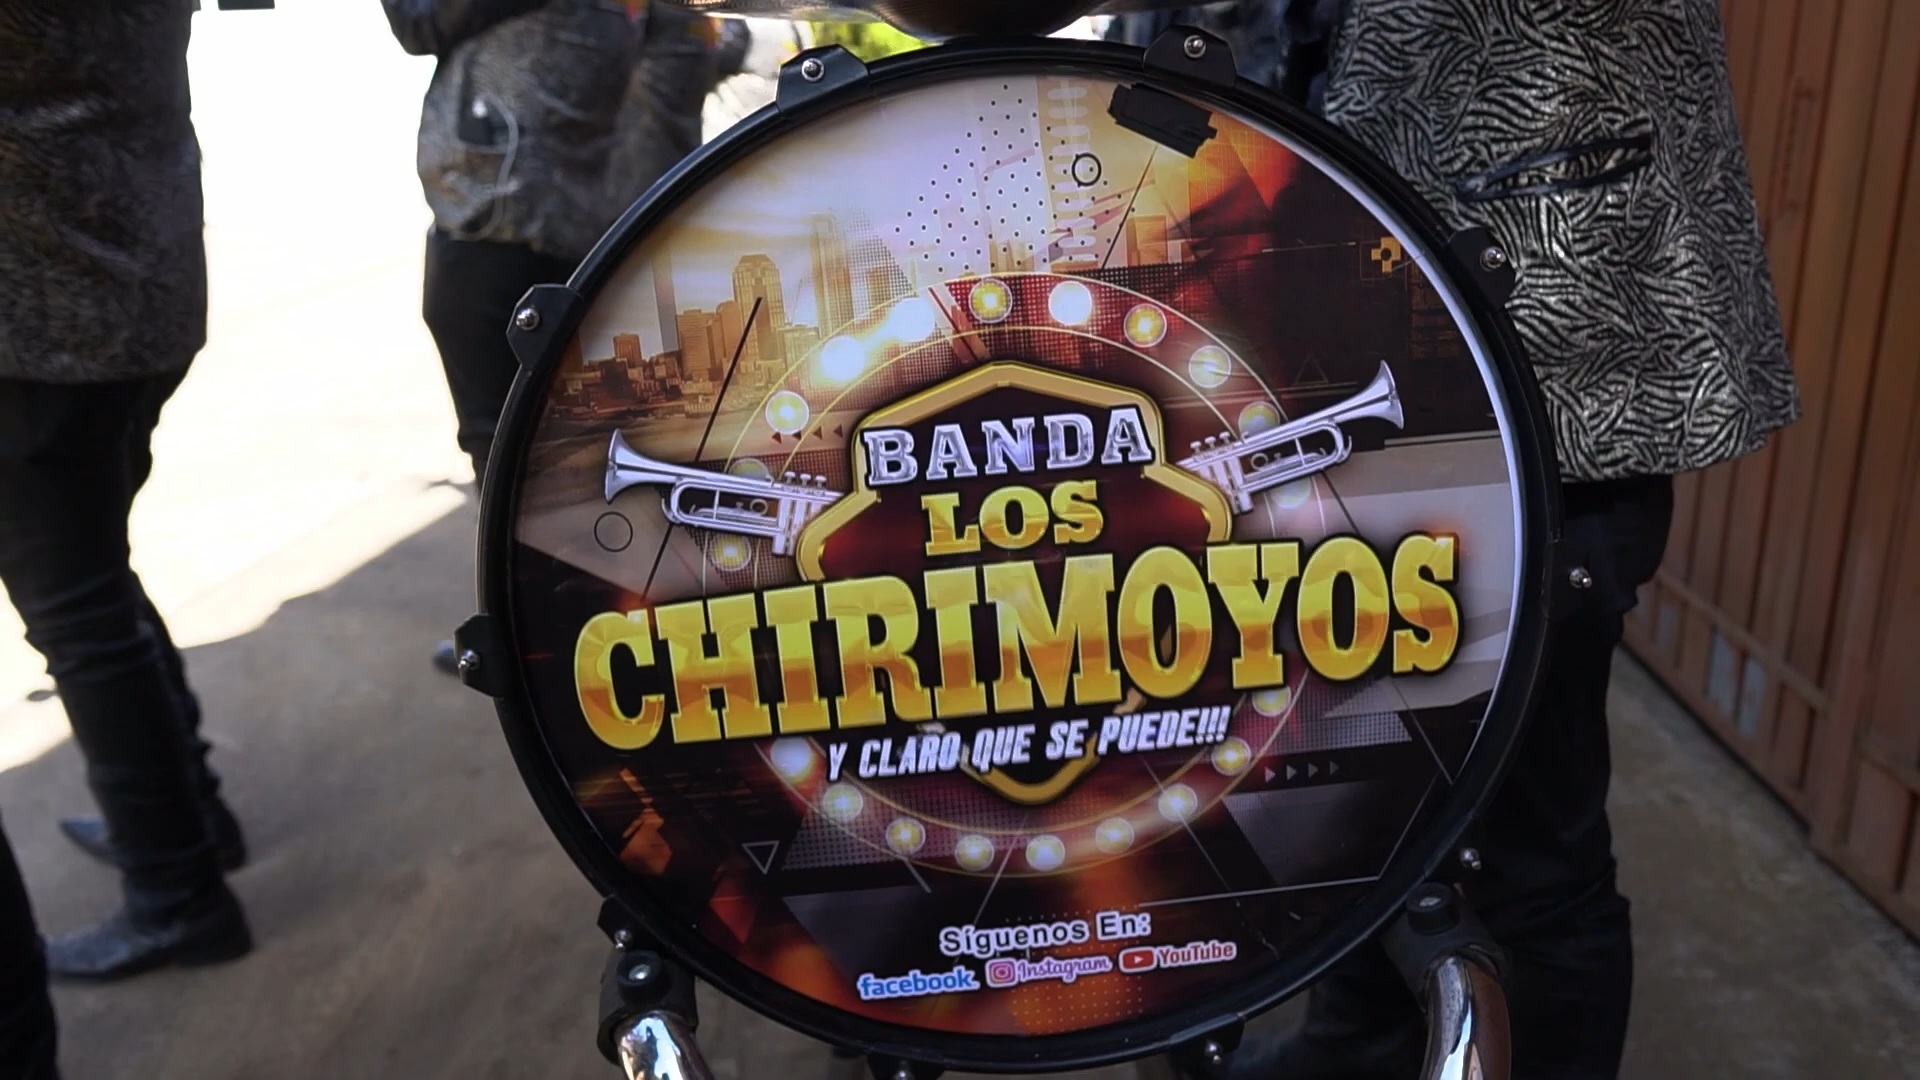 BANDA
LOS
CHIRIMOYOS
Y CLARO QUE SE PUEDE!!!
Síguenos En:
facebook. Instagram YouTube